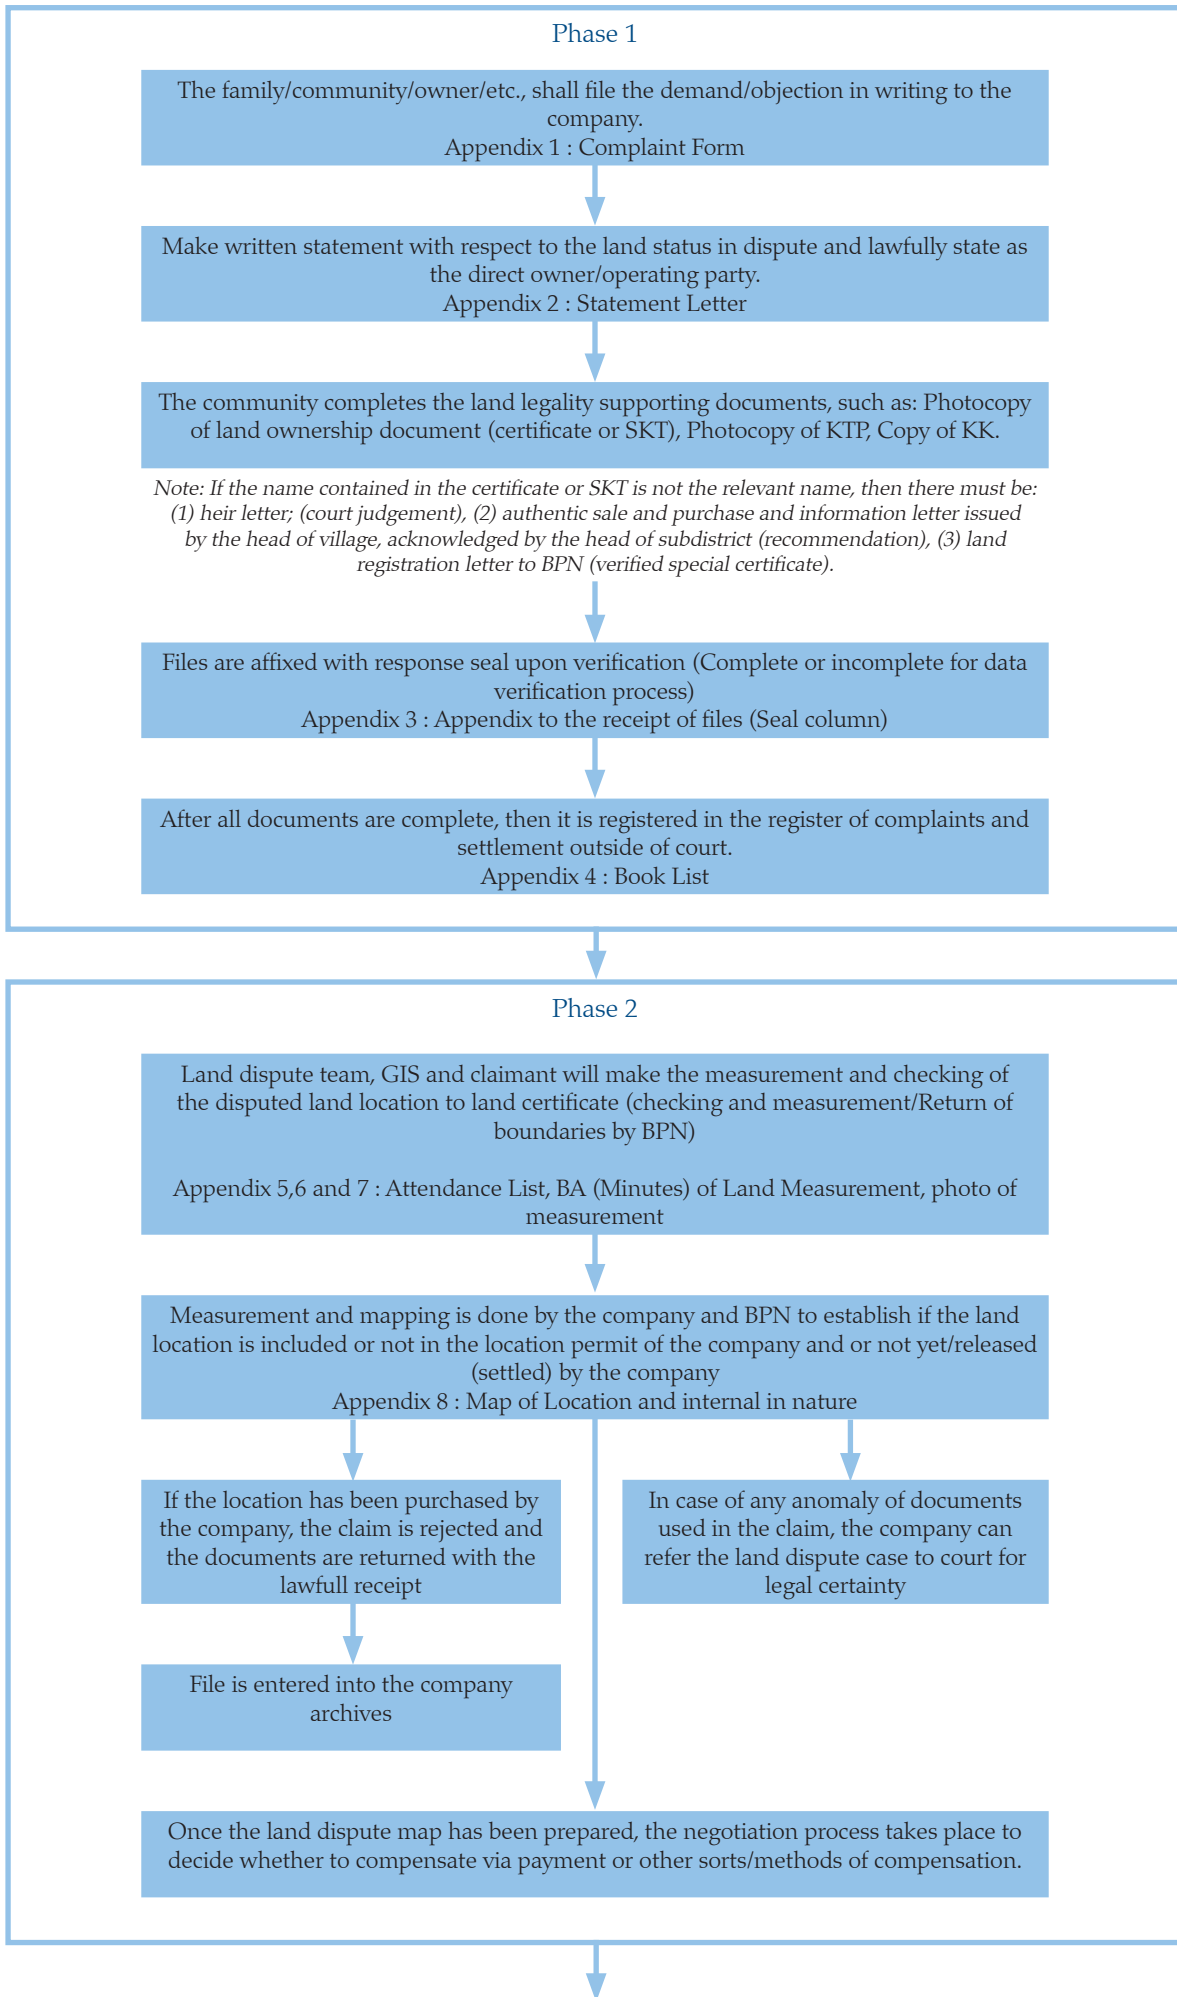 Phase 1
The family/community/owner/etc., shall file the demand/objection in writing to the
company.
Appendix 1 : Complaint Form
Make written statement with respect to the land status in dispute and lawfully state as
the direct owner/operating party.
Appendix 2 : Statement Letter
The community completes the land legality supporting documents, such as: Photocopy
of land ownership document (certificate or SKT), Photocopy of KTP, Copy of KK.
Note: If the name contained in the certificate or SKT is not the relevant name, then there must be:
(1) heir letter; (court judgement), (2) authentic sale and purchase and information letter issued
by the head of village, acknowledged by the head of subdistrict (recommendation), (3) land
registration letter to BPN (verified special certificate).
Files are affixed with response seal upon verification (Complete or incomplete for data
verification process)
Appendix 3 : Appendix to the receipt of files (Seal column)
After all documents are complete, then it is registered in the register of complaints and
settlement outside of court.
Appendix 4 : Book List
Phase 2
Land dispute team, GIS and claimant will make the measurement and checking of
the disputed land location to land certificate (checking and measurement/Return of
boundaries by BPN)
Appendix 5,6 and 7 : Attendance List, BA (Minutes) of Land Measurement, photo of
measurement
Measurement and mapping is done by the company and BPN to establish if the land
location is included or not in the location permit of the company and or not yet/released
(settled) by the company
Appendix 8 : Map of Location and internal in nature
If the location has been purchased by
the company, the claim is rejected and
the documents are returned with the
lawfull receipt
In case of any anomaly of documents
used in the claim, the company can
refer the land dispute case to court for
legal certainty
File is entered into the company
archives
Once the land dispute map has been prepared, the negotiation process takes place to
decide whether to compensate via payment or other sorts/methods of compensation.